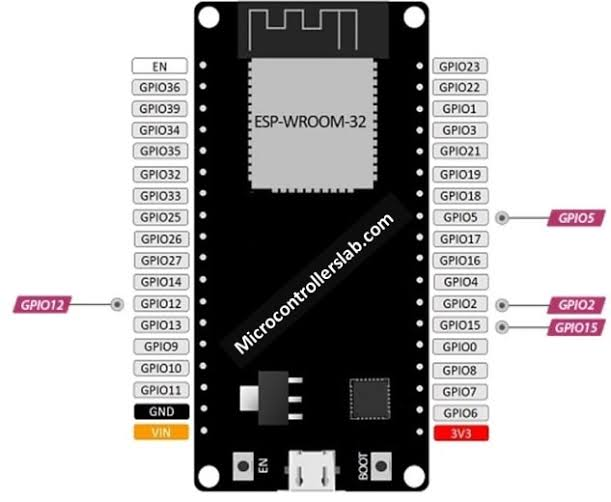 ESP-WROOM-32
EN
GPIO36
GPIO39
GPIO34
GPIO35
GPIO32
GPIO33
GPIO25
GPIO26
GPIO27
GPIO14
GPIO12
GPIO13
GPIO9
GPIO10
GPIO11
GND
VIN
GPIO12
Microcontrollerslab.com
GPIO23
GPIO22
GPIO1
GPIO3
GPIO21
GPIO19
GPIO18
GPIO5
GPIO17
GPIO16
GPIO4
GPIO2
GPIO15
GPIO0
GPIO8
GPIO7
GPIO6
3V3
GPIO5
GPIO2
GPIO15
EN
BOOT